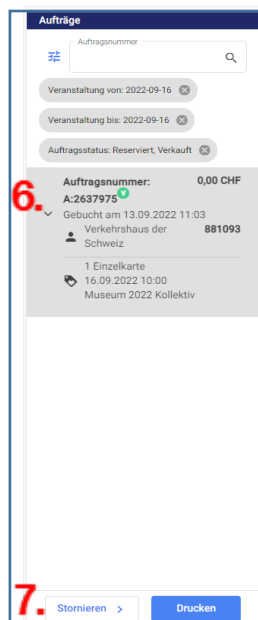 Aufträge
Auftragsnummer
Veranstaltung von: 2022-09-16
Veranstaltung bis: 2022-09-16
Auftragsstatus: Reserviert, Verkauft
6.
Auftragsnummer: 0,00 CHF
A:2637975 V
Gebucht am 13.09.2022 11:03
Verkehrshaus der 881093
Schweiz
1 Einzelkarte
16.09.2022 10:00
Museum 2022 Kollektiv
7.
Stornieren Drucken